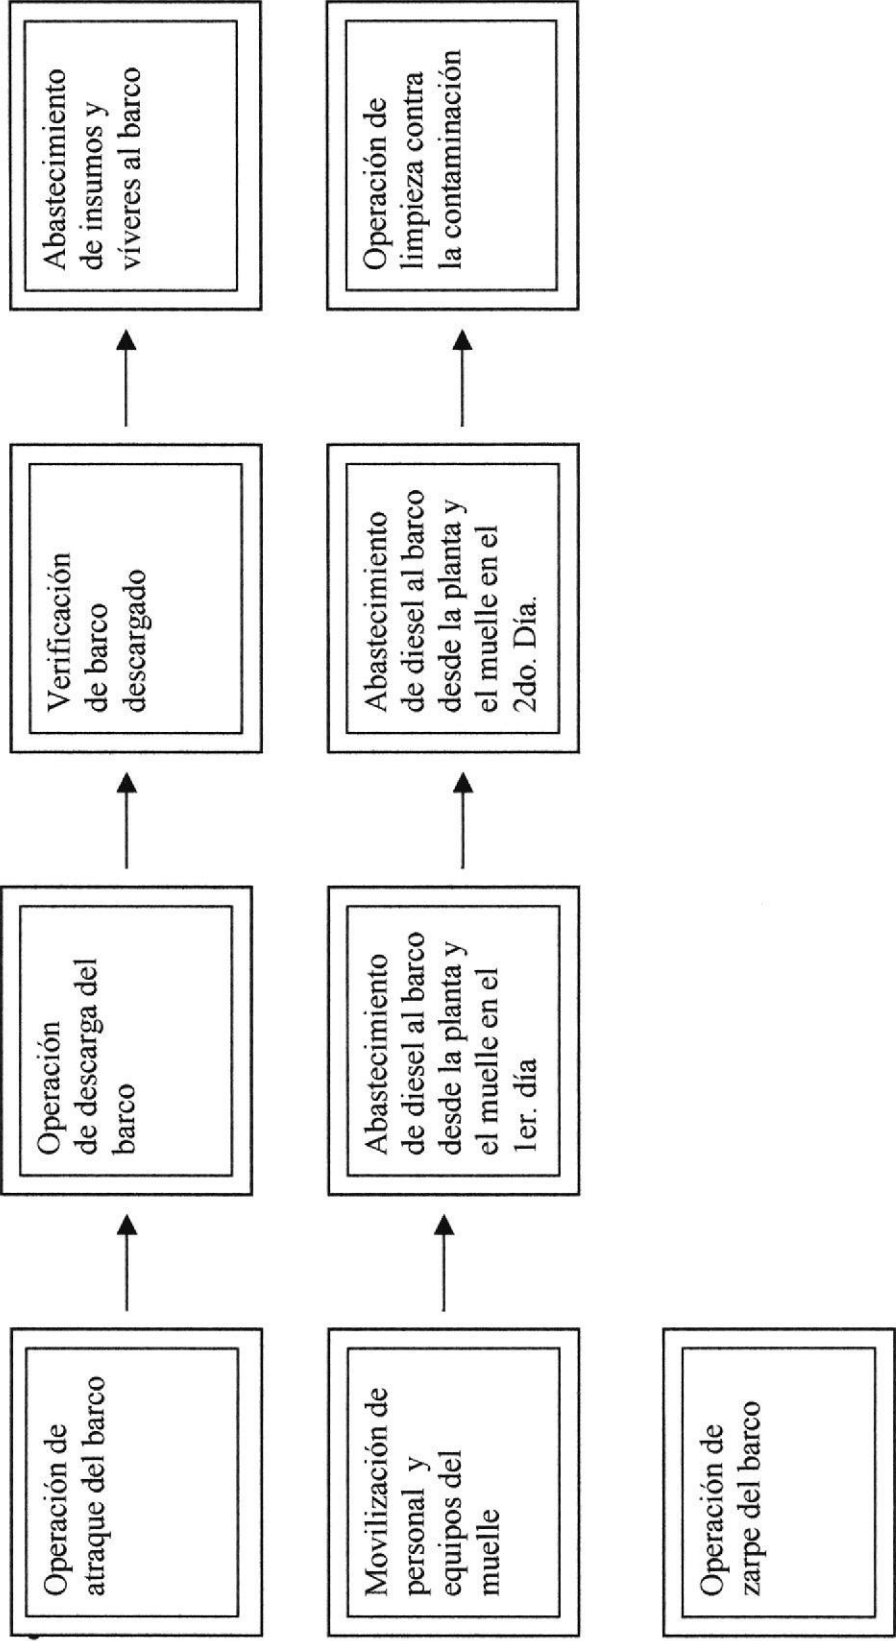 Operación de
atraque del barco
Operación
de descarga del
barco
Verificación
de barco
descargado
Abastecimiento
de insumos y
víveres al barco
Movilización de
personal y
equipos del
muelle
Abastecimiento
de diesel al barco
desde la planta y
el muelle en el
1er. día
Abastecimiento
de diesel al barco
desde la planta y
el muelle en el
2do. Día.
Operación de
limpieza contra
la contaminación
Operación de
zarpe del barco